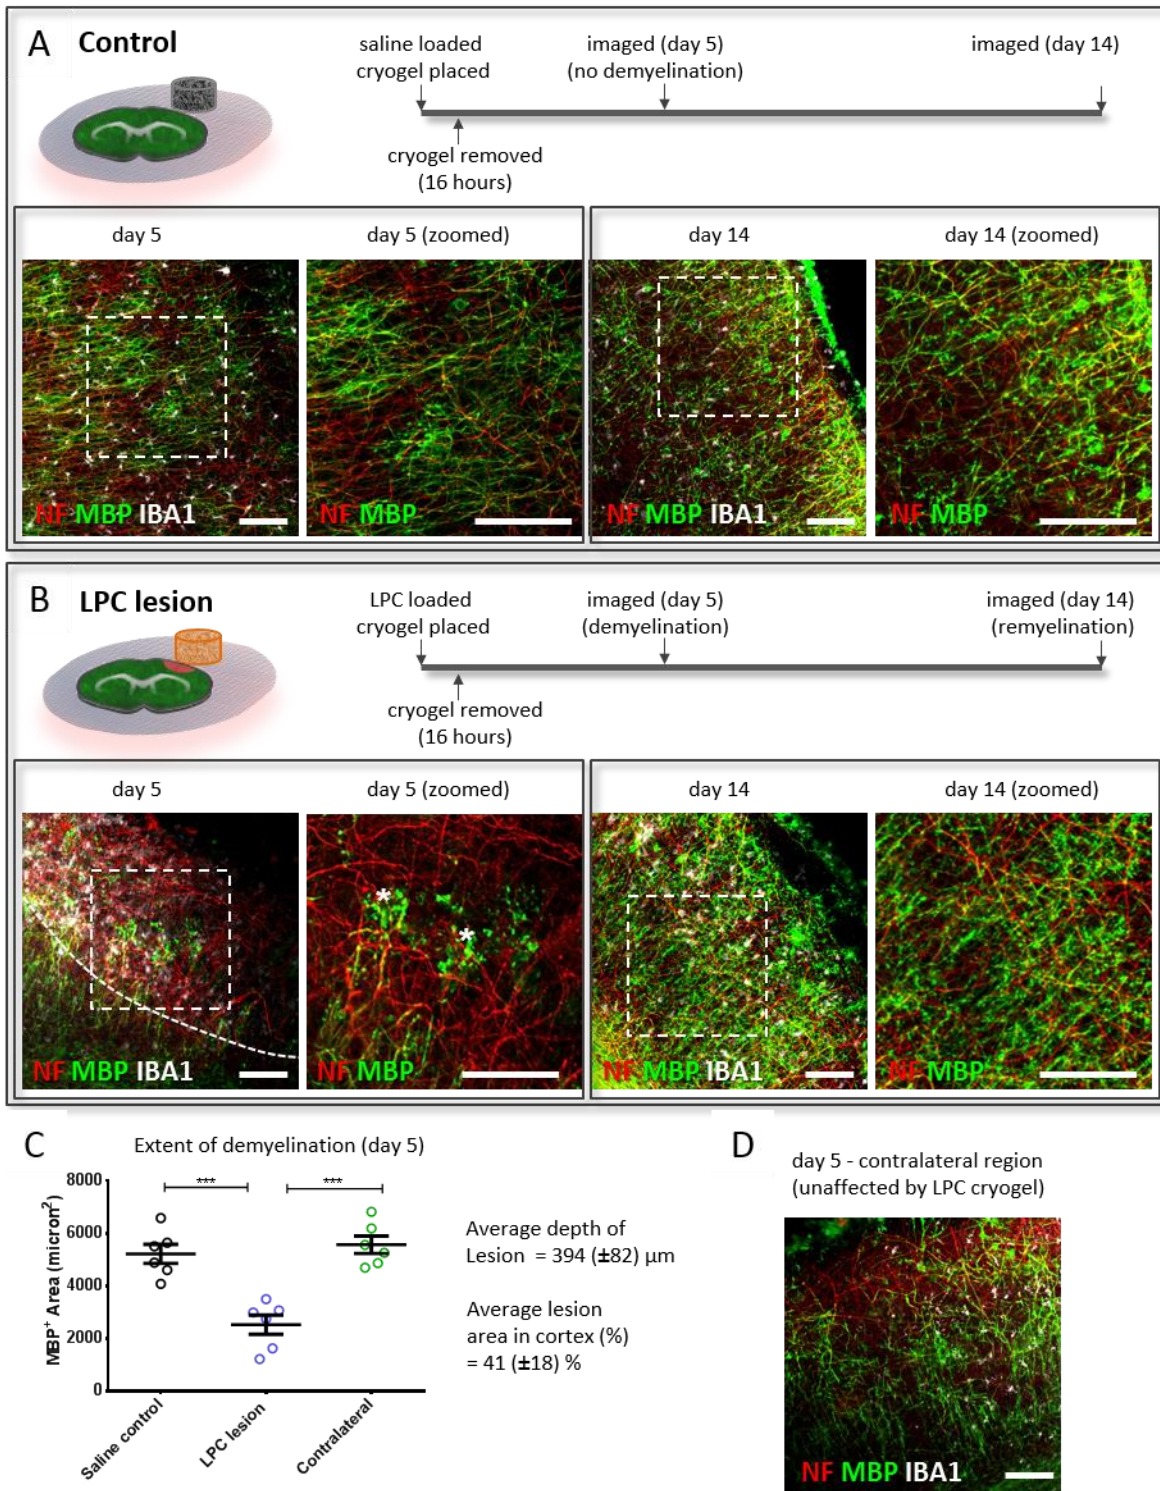 A Control
saline loaded
cryogel placed
imaged (day 5)
(no demyelination)
imaged (day 14)
cryogel removed
(16 hours)
day 5
day 5 (zoomed)
day 14
day 14 (zoomed)
NF MBP IBA1
NF MBP
NF MBP IBA1
NF MBP
B LPC lesion
LPC loaded
cryogel placed
imaged (day 5)
(demyelination)
imaged (day 14)
(remyelination)
cryogel removed
(16 hours)
day 5
day 5 (zoomed)
day 14
day 14 (zoomed)
*
*
NF MBP IBA1
NF MBP
NF MBP IBA1
NF MBP
C
Extent of demyelination (day 5)
MBP⁺ Area (micron²)
8000
6000
4000
2000
0
***
***
Saline control
LPC lesion
Contralateral
Average depth of
Lesion = 394 (±82) µm
Average lesion
area in cortex (%)
= 41 (±18) %
D
day 5 - contralateral region
(unaffected by LPC cryogel)
NF MBP IBA1